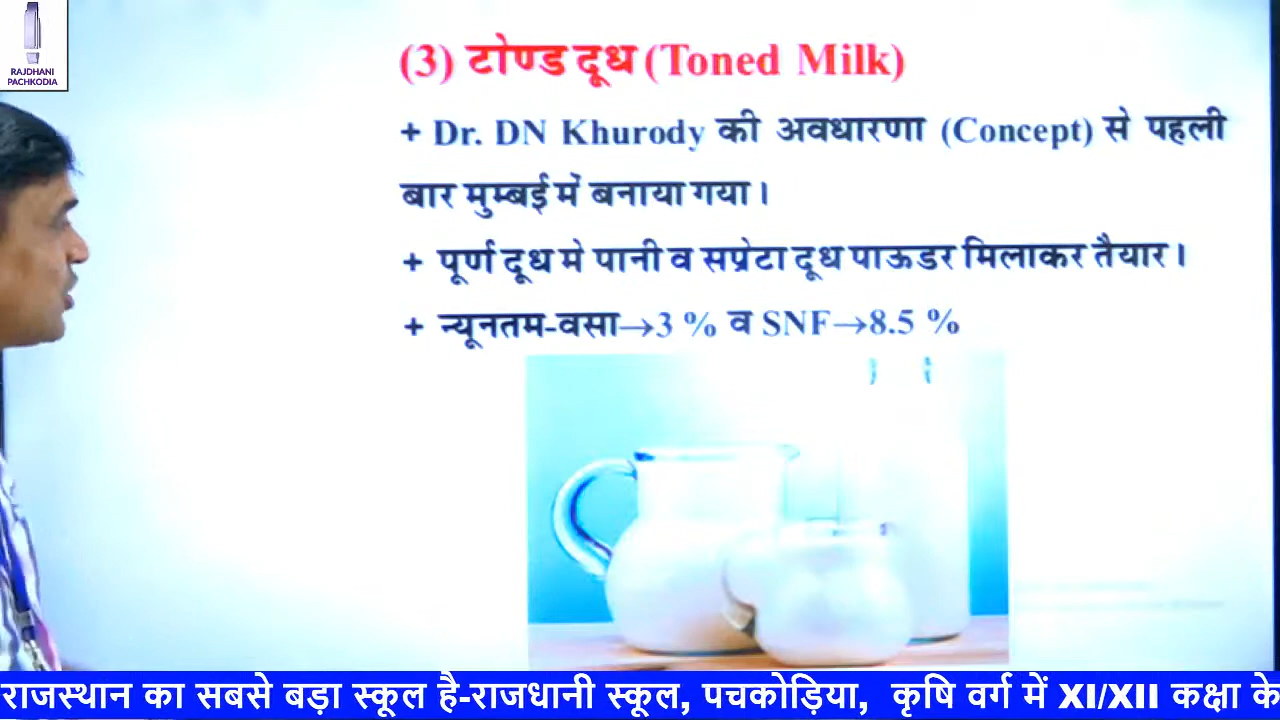 RAJDHANI
PACHKODIA
(3) टोण्ड दूध (Toned Milk)
+ Dr. DN Khurody की अवधारणा (Concept) से पहली
बार मुम्बई में बनाया गया।
+ पूर्ण दूध मे पानी व सप्रेटा दूध पाऊडर मिलाकर तैयार।
+ न्यूनतम-वसा→3 % व SNF→8.5 %
राजस्थान का सबसे बड़ा स्कूल है-राजधानी स्कूल, पचकोड़िया, कृषि वर्ग में XI/XII कक्षा के